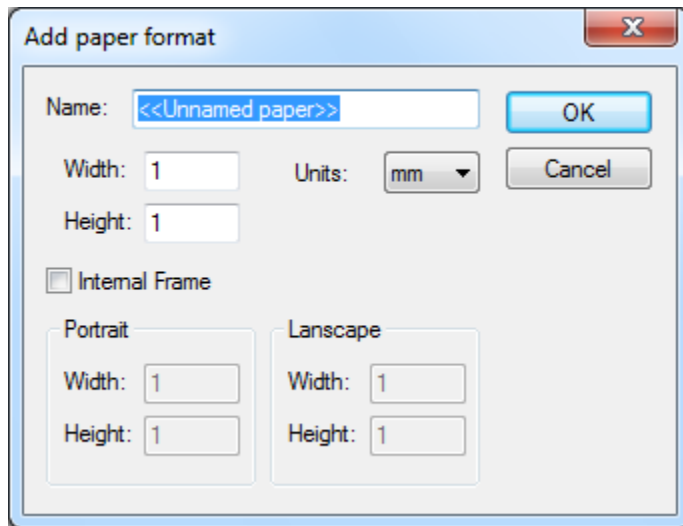 Add paper format
Name: <<Unnamed paper>> OK
Width: 1 Units: mm Cancel
Height: 1
Internal Frame
Portrait Lanscape
Width: 1 Width: 1
Height: 1 Height: 1